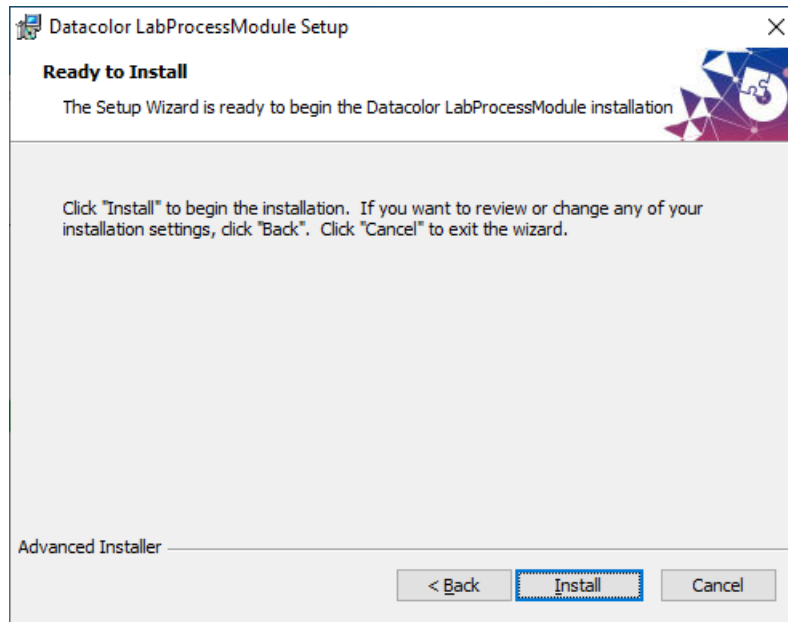 Datacolor LabProcessModule Setup
Ready to Install
The Setup Wizard is ready to begin the Datacolor LabProcessModule installation
Click "Install" to begin the installation.  If you want to review or change any of your
installation settings, click "Back".  Click "Cancel" to exit the wizard.
Advanced Installer
< Back
Install
Cancel